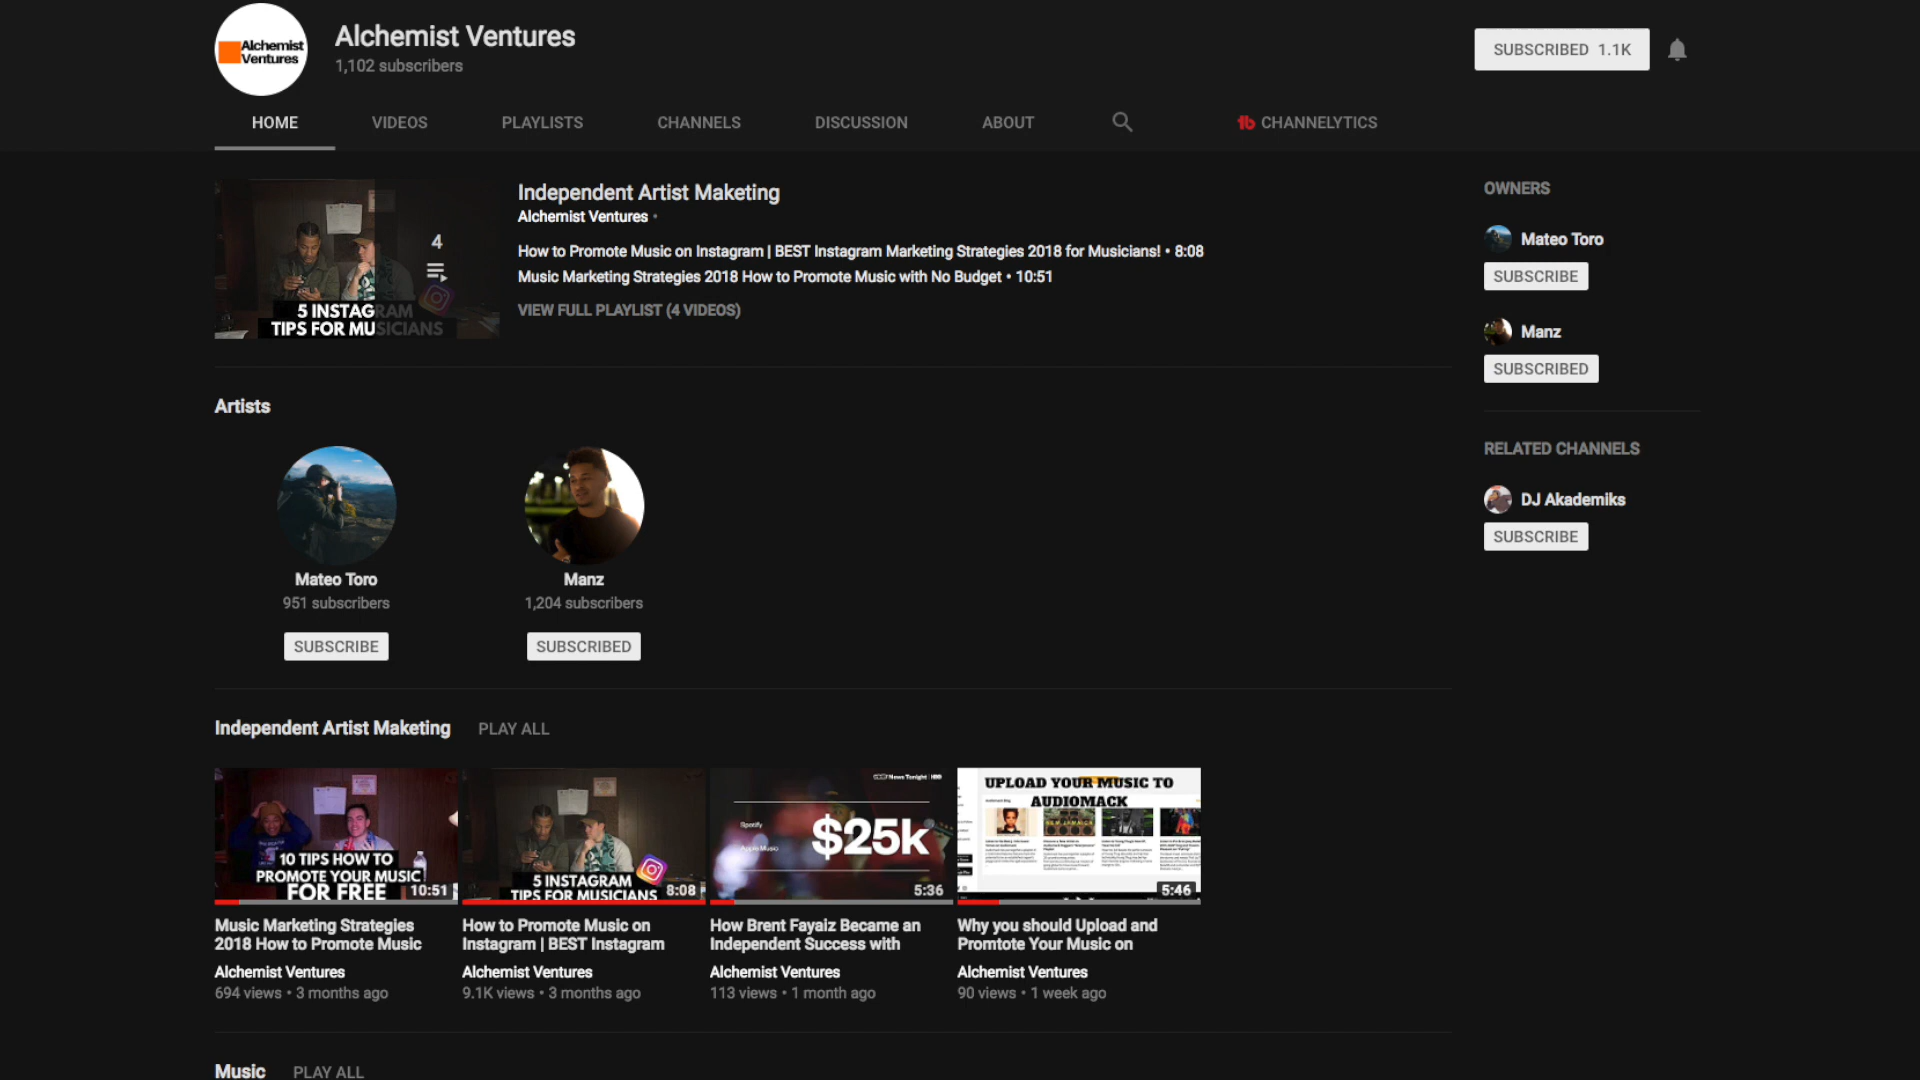 Alchemist
Ventures
Alchemist Ventures
1,102 subscribers
SUBSCRIBED 1.1K
HOME
VIDEOS
PLAYLISTS
CHANNELS
DISCUSSION
ABOUT
CHANNELYTICS
4
5 INSTAGRAM
TIPS FOR MUSICIANS
Independent Artist Maketing
Alchemist Ventures •
How to Promote Music on Instagram | BEST Instagram Marketing Strategies 2018 for Musicians! • 8:08
Music Marketing Strategies 2018 How to Promote Music with No Budget • 10:51
VIEW FULL PLAYLIST (4 VIDEOS)
OWNERS
Mateo Toro
SUBSCRIBE
Manz
SUBSCRIBED
RELATED CHANNELS
DJ Akademiks
SUBSCRIBE
Artists
Mateo Toro
951 subscribers
SUBSCRIBE
Manz
1,204 subscribers
SUBSCRIBED
Independent Artist Maketing PLAY ALL
10 TIPS HOW TO
PROMOTE YOUR MUSIC
FOR FREE
10:51
Music Marketing Strategies
2018 How to Promote Music
Alchemist Ventures
694 views • 3 months ago
5 INSTAGRAM
TIPS FOR MUSICIANS
8:08
How to Promote Music on
Instagram | BEST Instagram
Alchemist Ventures
9.1K views • 3 months ago
News Tonight HBO
Spotify
Apple Music
$25k
5:36
How Brent Fayaiz Became an
Independent Success with
Alchemist Ventures
113 views • 1 month ago
UPLOAD YOUR MUSIC TO
AUDIOMACK
5:46
Why you should Upload and
Promtote Your Music on
Alchemist Ventures
90 views • 1 week ago
Music PLAY ALL